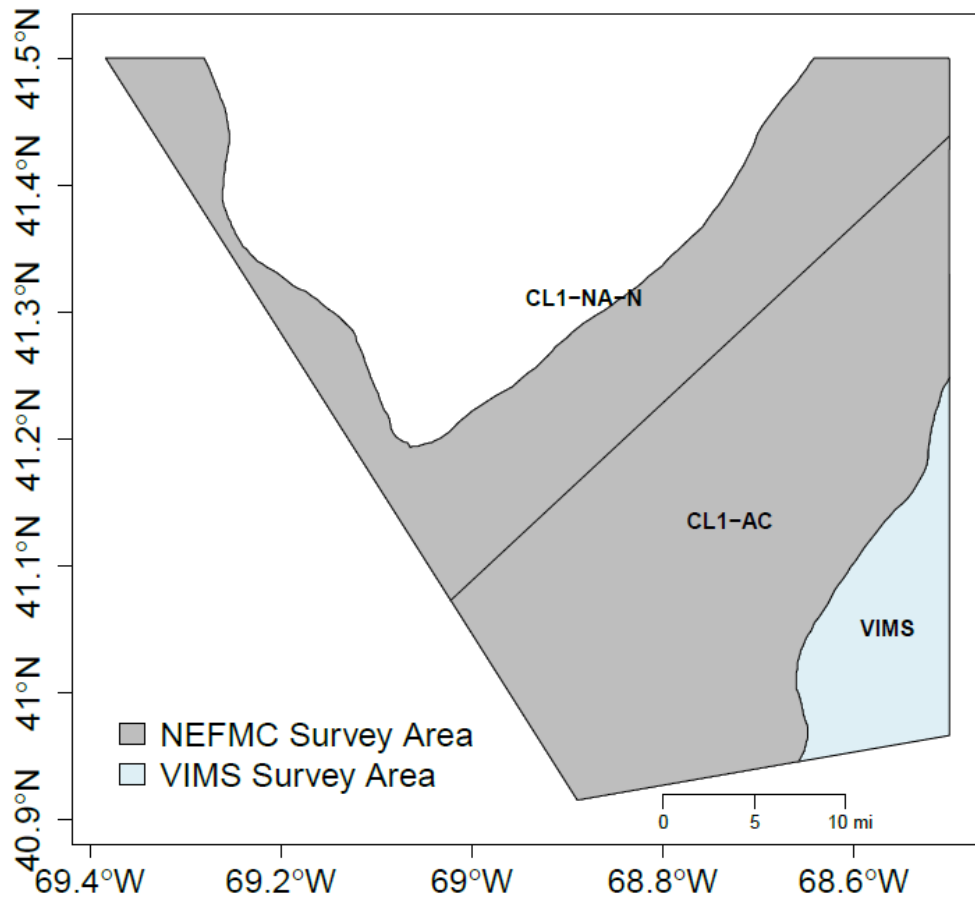 41.5°N
41.4°N
41.3°N
41.2°N
41.1°N
41°N
40.9°N
CL1−NA−N
CL1−AC
VIMS
NEFMC Survey Area
VIMS Survey Area
0 5 10 mi
69.4°W 69.2°W 69°W 68.8°W 68.6°W